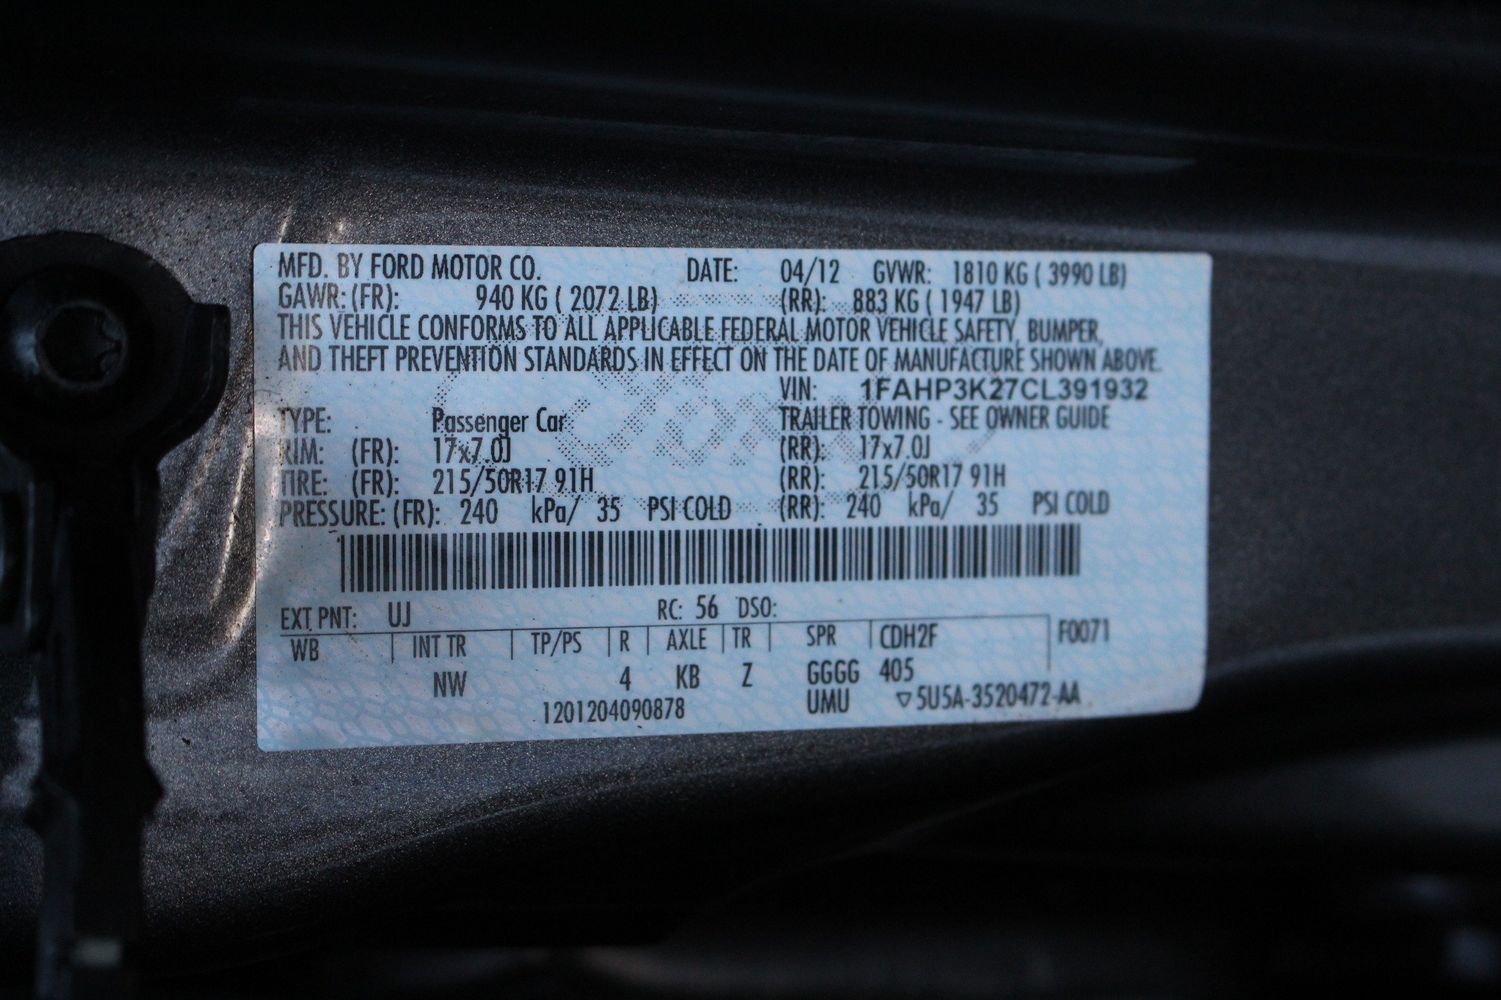 MFD. BY FORD MOTOR CO. DATE: 04/12 GVWR: 1810 KG ( 3990 LB)
GAWR: (FR): 940 KG ( 2072 LB) (RR): 883 KG ( 1947 LB)
THIS VEHICLE CONFORMS TO ALL APPLICABLE FEDERAL MOTOR VEHICLE SAFETY, BUMPER,
AND THEFT PREVENTION STANDARDS IN EFFECT ON THE DATE OF MANUFACTURE SHOWN ABOVE.
VIN: 1FAHP3K27CL391932
TYPE: Passenger Car TRAILER TOWING - SEE OWNER GUIDE
RIM: (FR): 17x7.0J (RR): 17x7.0J
TIRE: (FR): 215/50R17 91H (RR): 215/50R17 91H
PRESSURE: (FR): 240 kPa/ 35 PSI COLD (RR): 240 kPa/ 35 PSI COLD
EXT PNT: UJ RC: 56 DSO:
WB INT TR TP/PS R AXLE TR SPR CDH2F F0071
NW 4 KB Z GGGG 405
1201204090878 UMU ▽5U5A-3520472-AA